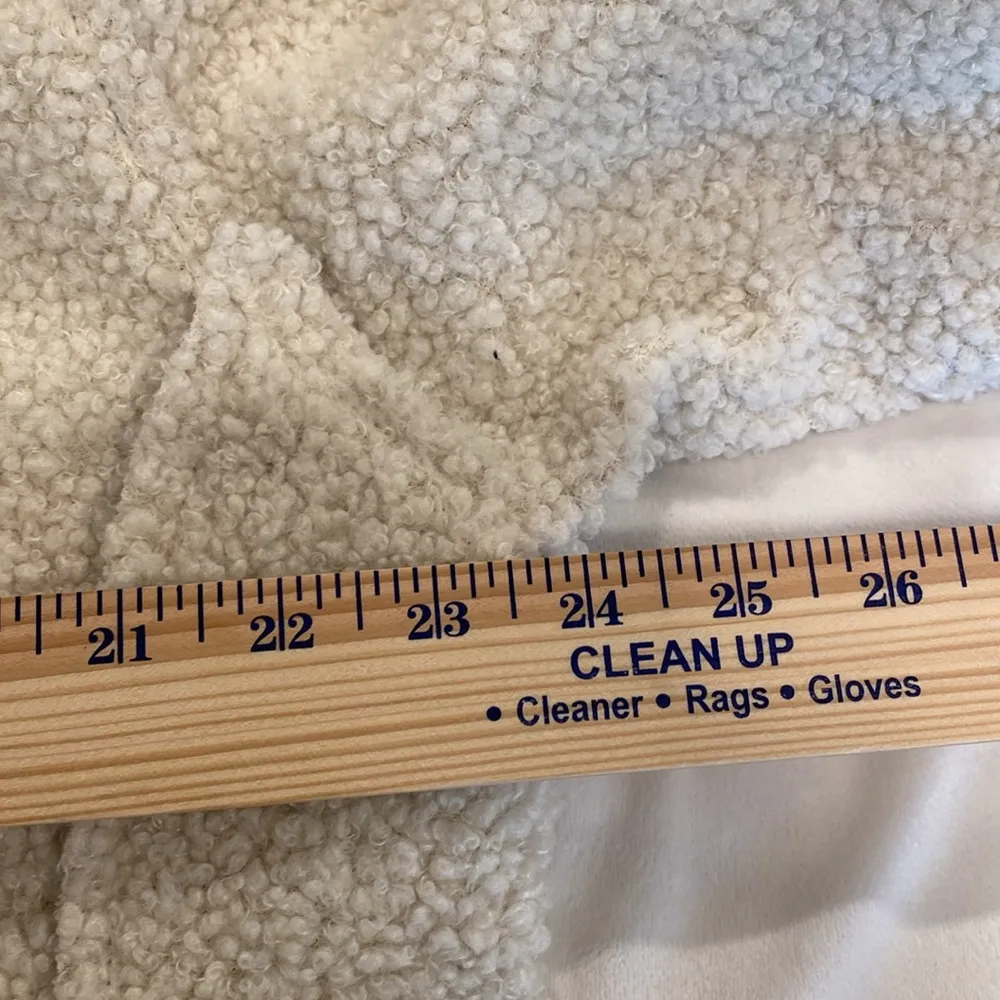 21 22 23 24 25 26
CLEAN UP
• Cleaner • Rags • Gloves